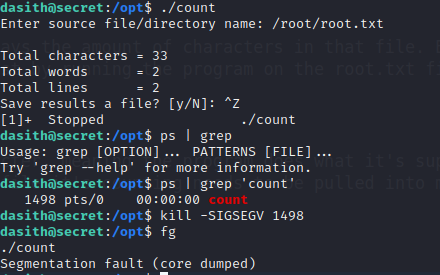 dasith@secret:/opt$ ./count
Enter source file/directory name: /root/root.txt
Total characters = 33
Total words      = 2
Total lines      = 2
Save results a file? [y/N]: ^Z
[1]+  Stopped                 ./count
dasith@secret:/opt$ ps | grep
Usage: grep [OPTION]... PATTERNS [FILE]...
Try 'grep --help' for more information.
dasith@secret:/opt$ ps | grep 'count'
   1498 pts/0    00:00:00 count
dasith@secret:/opt$ kill -SIGSEGV 1498
dasith@secret:/opt$ fg
./count
Segmentation fault (core dumped)